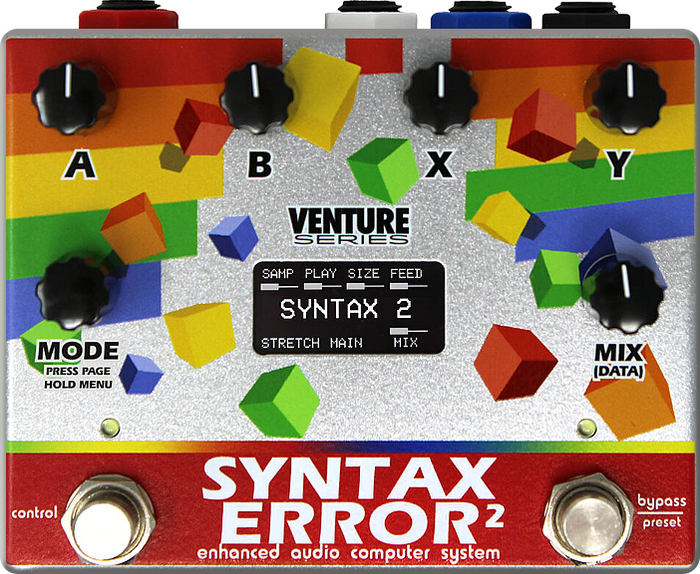 A B X Y
VENTURE
SERIES
SAMP PLAY SIZE FEED
SYNTAX 2
STRETCH MAIN MIX
MODE
PRESS PAGE
HOLD MENU
MIX
(DATA)
SYNTAX
ERROR²
control
bypass
preset
enhanced audio computer system